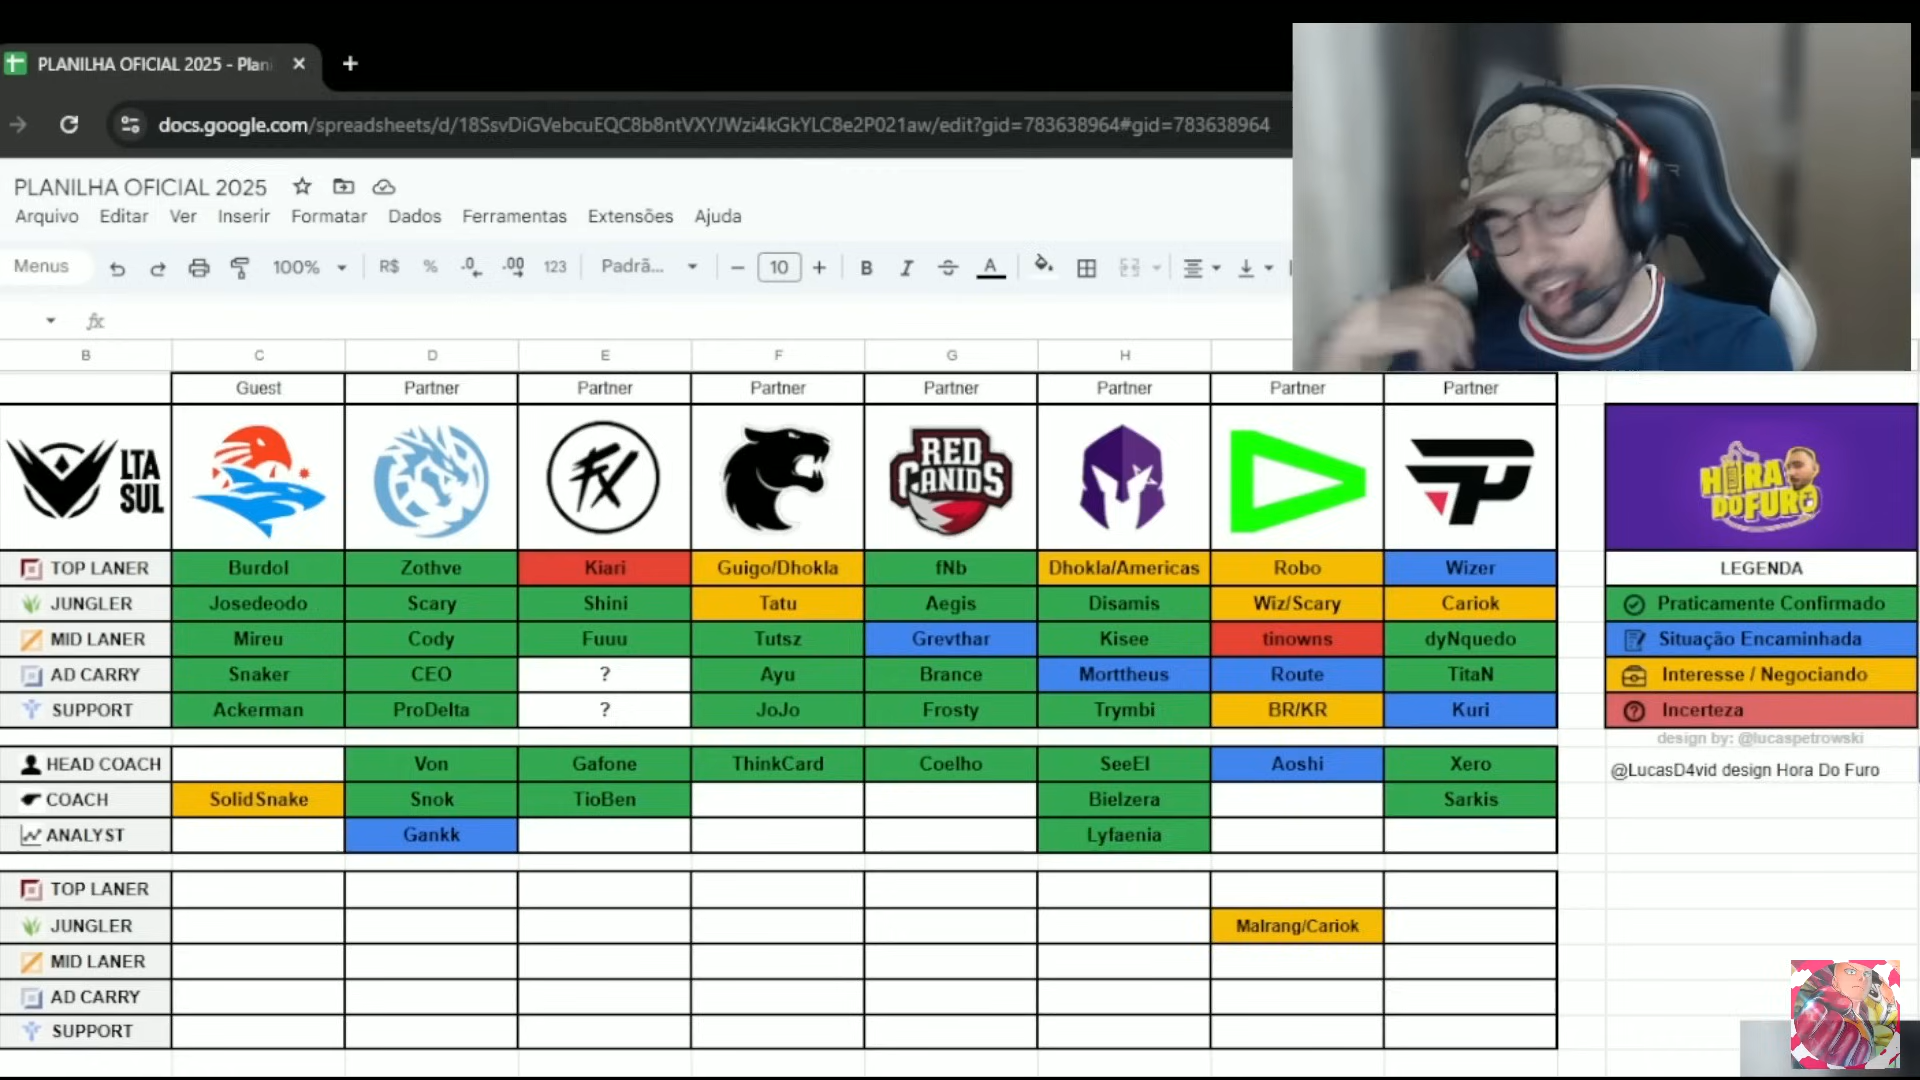 PLANILHA OFICIAL 2025 - Plani
docs.google.com/spreadsheets/d/18SsvDiGVebcuEQC8b8ntVXYJWzi4kGkYLC8e2P021aw/edit?gid=783638964#gid=783638964
PLANILHA OFICIAL 2025
Arquivo Editar Ver Inserir Formatar Dados Ferramentas Extensões Ajuda
Menus 100% R$ % .0 .00 123 Padrã... 10 B I S A
fx
B C D E F G H
Guest Partner Partner Partner Partner Partner Partner Partner
LTA SUL FX RED CANIDS HORA DO FURO
TOP LANER Burdol Zothve Kiari Guigo/Dhokla fNb Dhokla/Americas Robo Wizer LEGENDA
JUNGLER Josedeodo Scary Shini Tatu Aegis Disamis Wiz/Scary Cariok Praticamente Confirmado
MID LANER Mireu Cody Fuuu Tutsz Grevthar Kisee tinowns dyNquedo Situação Encaminhada
AD CARRY Snaker CEO ? Ayu Brance Morttheus Route TitaN Interesse / Negociando
SUPPORT Ackerman ProDelta ? JoJo Frosty Trymbi BR/KR Kuri Incerteza
design by: @lucaspetrowski
HEAD COACH Von Gafone ThinkCard Coelho SeeEl Aoshi Xero @LucasD4vid design Hora Do Furo
COACH SolidSnake Snok TioBen Bielzera Sarkis
ANALYST Gankk Lyfaenia
TOP LANER
JUNGLER Malrang/Cariok
MID LANER
AD CARRY
SUPPORT